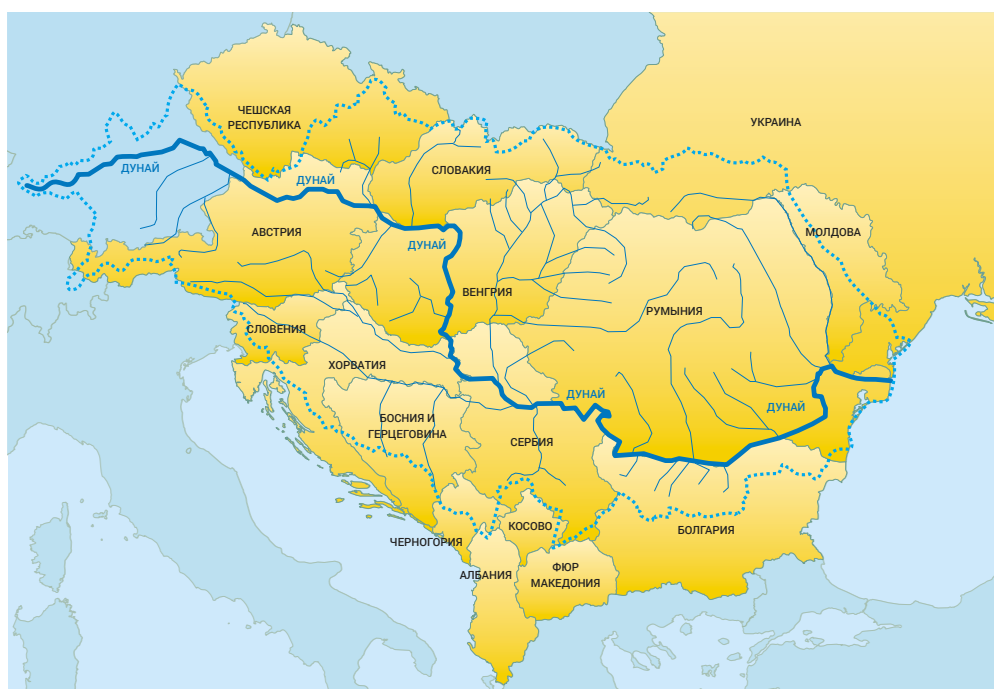 ЧЕШСКАЯ
РЕСПУБЛИКА
УКРАИНА
ДУНАЙ
ДУНАЙ
СЛОВАКИЯ
АВСТРИЯ
ДУНАЙ
МОЛДОВА
ВЕНГРИЯ
РУМЫНИЯ
СЛОВЕНИЯ
ХОРВАТИЯ
ДУНАЙ
ДУНАЙ
БОСНИЯ И
ГЕРЦЕГОВИНА
СЕРБИЯ
КОСОВО
БОЛГАРИЯ
ЧЕРНОГОРИЯ
АЛБАНИЯ
ФЮР
МАКЕДОНИЯ